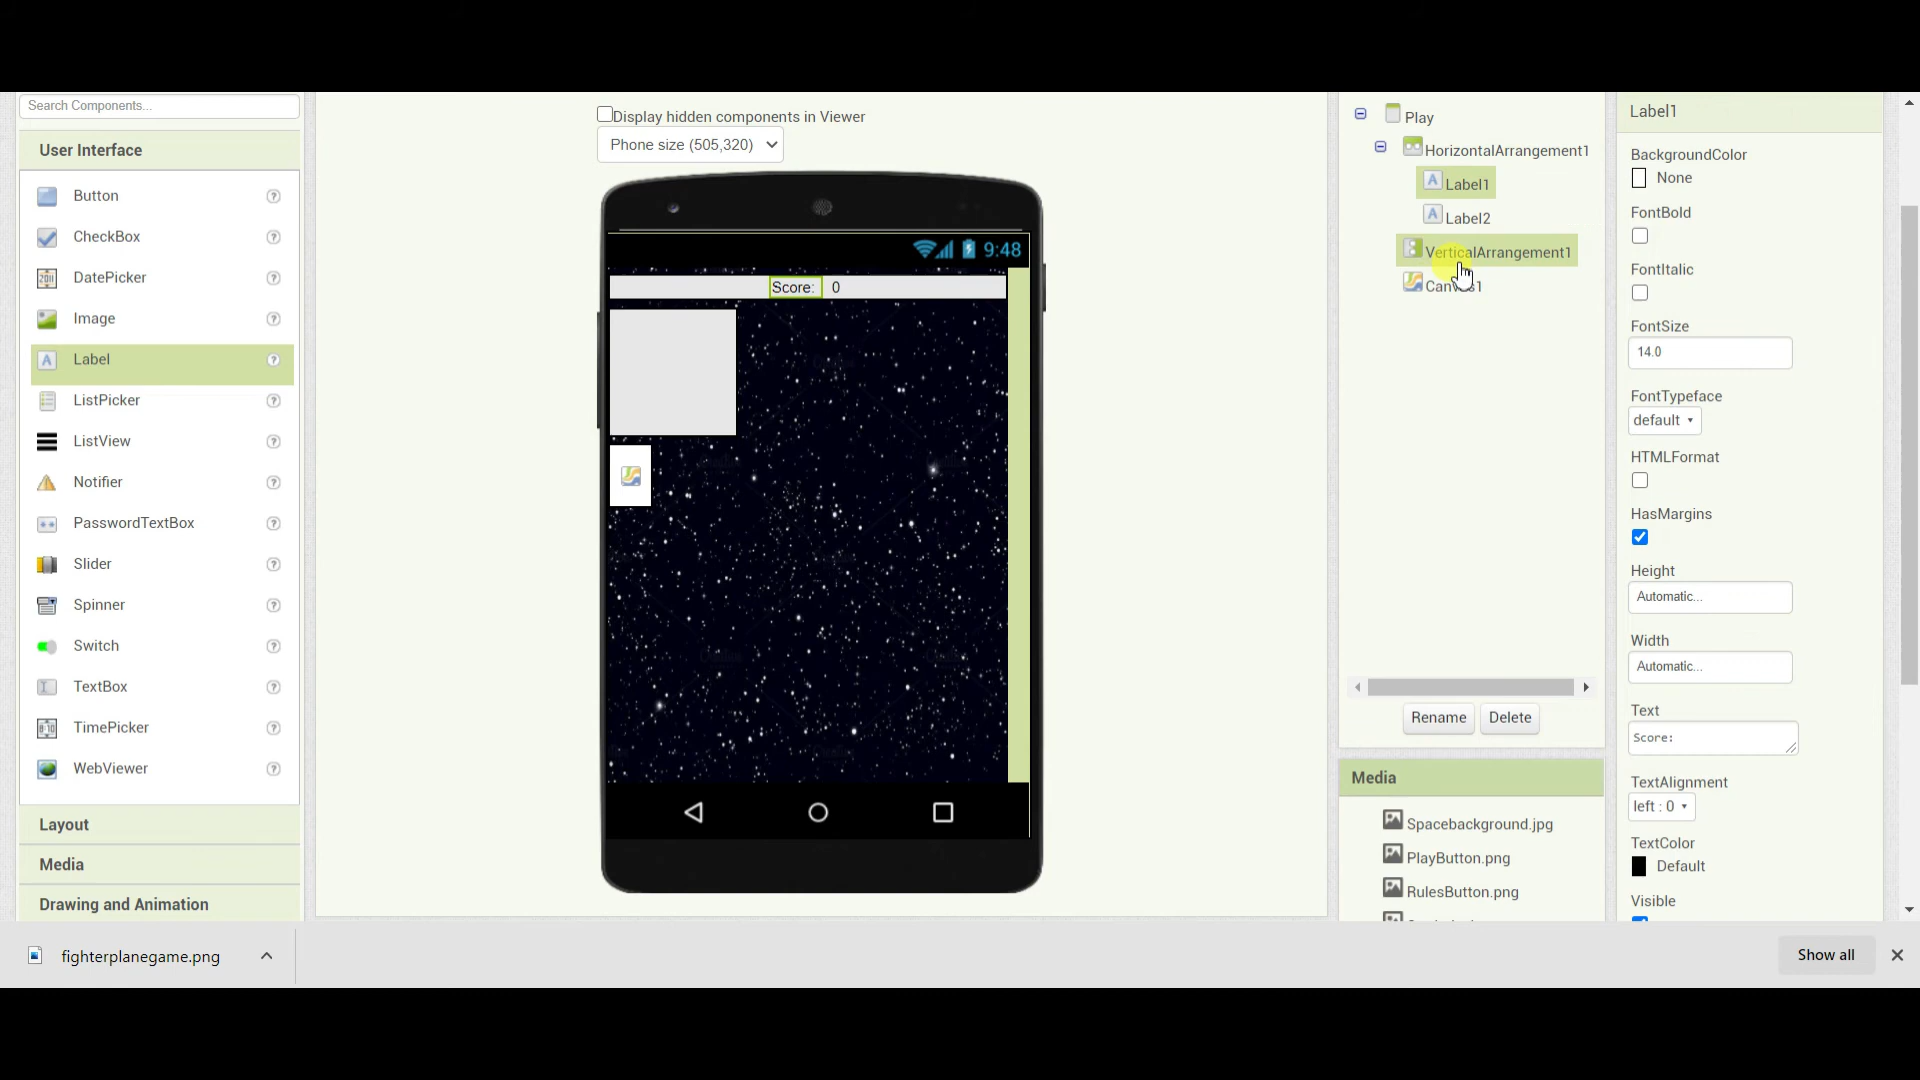 Search Components...
User Interface
Button
?
CheckBox
?
DatePicker
?
Image
?
Label
?
ListPicker
?
ListView
?
Notifier
?
PasswordTextBox
?
Slider
?
Spinner
?
Switch
?
TextBox
?
TimePicker
?
WebViewer
?
Layout
Media
Drawing and Animation
Display hidden components in Viewer
Phone size (505,320)
9:48
Score: 0
Play
HorizontalArrangement1
Label1
Label2
VerticalArrangement1
Canvas1
Rename
Delete
Media
Spacebackground.jpg
PlayButton.png
RulesButton.png
Label1
BackgroundColor
None
FontBold
FontItalic
FontSize
14.0
FontTypeface
default
HTMLFormat
HasMargins
Height
Automatic...
Width
Automatic...
Text
Score:
TextAlignment
left : 0
TextColor
Default
Visible
fighterplanegame.png
Show all